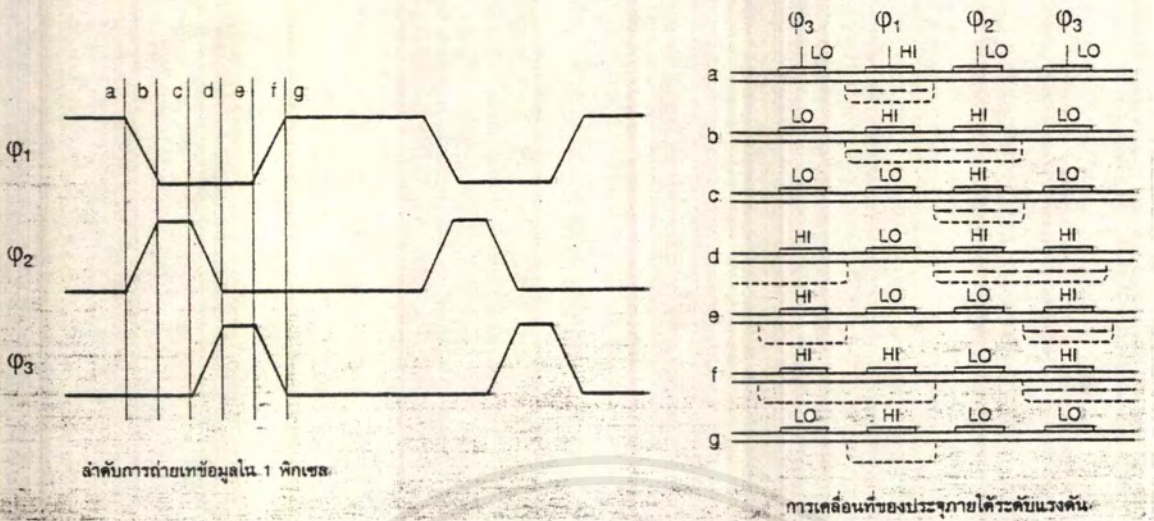 a b c d e f g
φ1
φ2
φ3
ลำดับการถ่ายเทข้อมูลใน 1 พิกเซล
φ3 φ1 φ2 φ3
a LO HI LO LO
b LO HI HI LO
c LO LO HI LO
d HI LO HI HI
e HI LO LO HI
f HI HI LO HI
g LO HI LO LO
การเคลื่อนที่ของประจุภายใต้ระดับแรงดัน